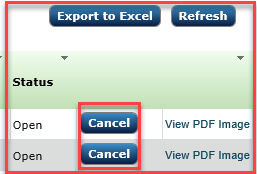 Export to Excel Refresh
Status
Open Cancel View PDF Image
Open Cancel View PDF Image